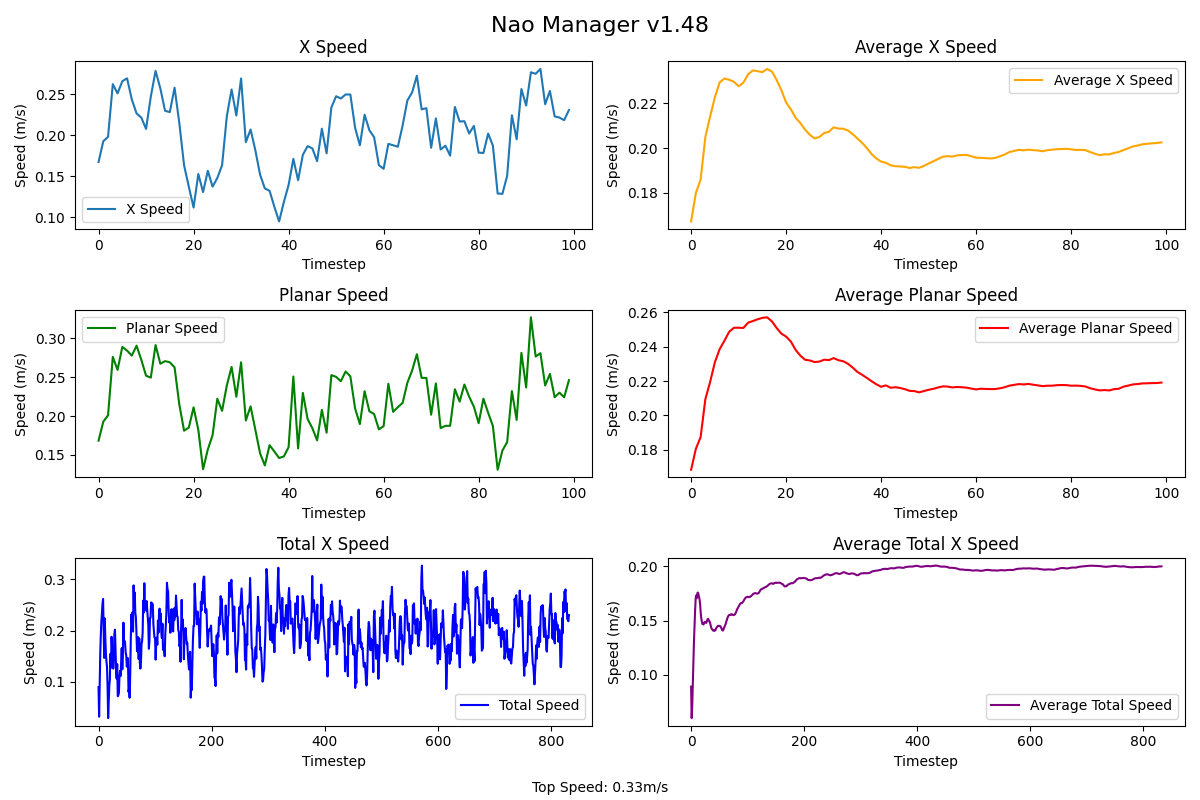 Nao Manager v1.48
X Speed
Speed (m/s)
0.25
0.20
0.15
0.10
X Speed
0 20 40 60 80 100
Timestep
Average X Speed
Speed (m/s)
0.22
0.20
0.18
Average X Speed
0 20 40 60 80 100
Timestep
Planar Speed
Speed (m/s)
0.30
0.25
0.20
0.15
Planar Speed
0 20 40 60 80 100
Timestep
Average Planar Speed
Speed (m/s)
0.26
0.24
0.22
0.20
0.18
Average Planar Speed
0 20 40 60 80 100
Timestep
Total X Speed
Speed (m/s)
0.3
0.2
0.1
Total Speed
0 200 400 600 800
Timestep
Average Total X Speed
Speed (m/s)
0.20
0.15
0.10
Average Total Speed
0 200 400 600 800
Timestep
Top Speed: 0.33m/s